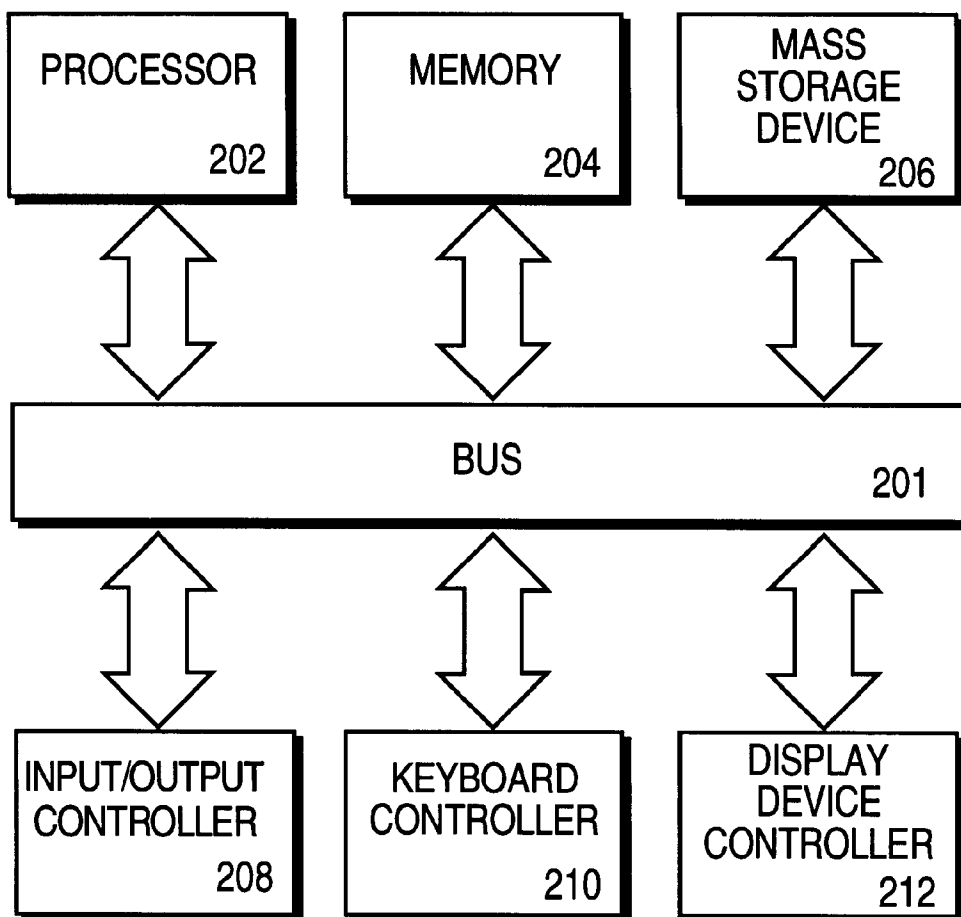 PROCESSOR
202
MEMORY
204
MASS
STORAGE
DEVICE
206
BUS
201
INPUT/OUTPUT
CONTROLLER
208
KEYBOARD
CONTROLLER
210
DISPLAY
DEVICE
CONTROLLER
212